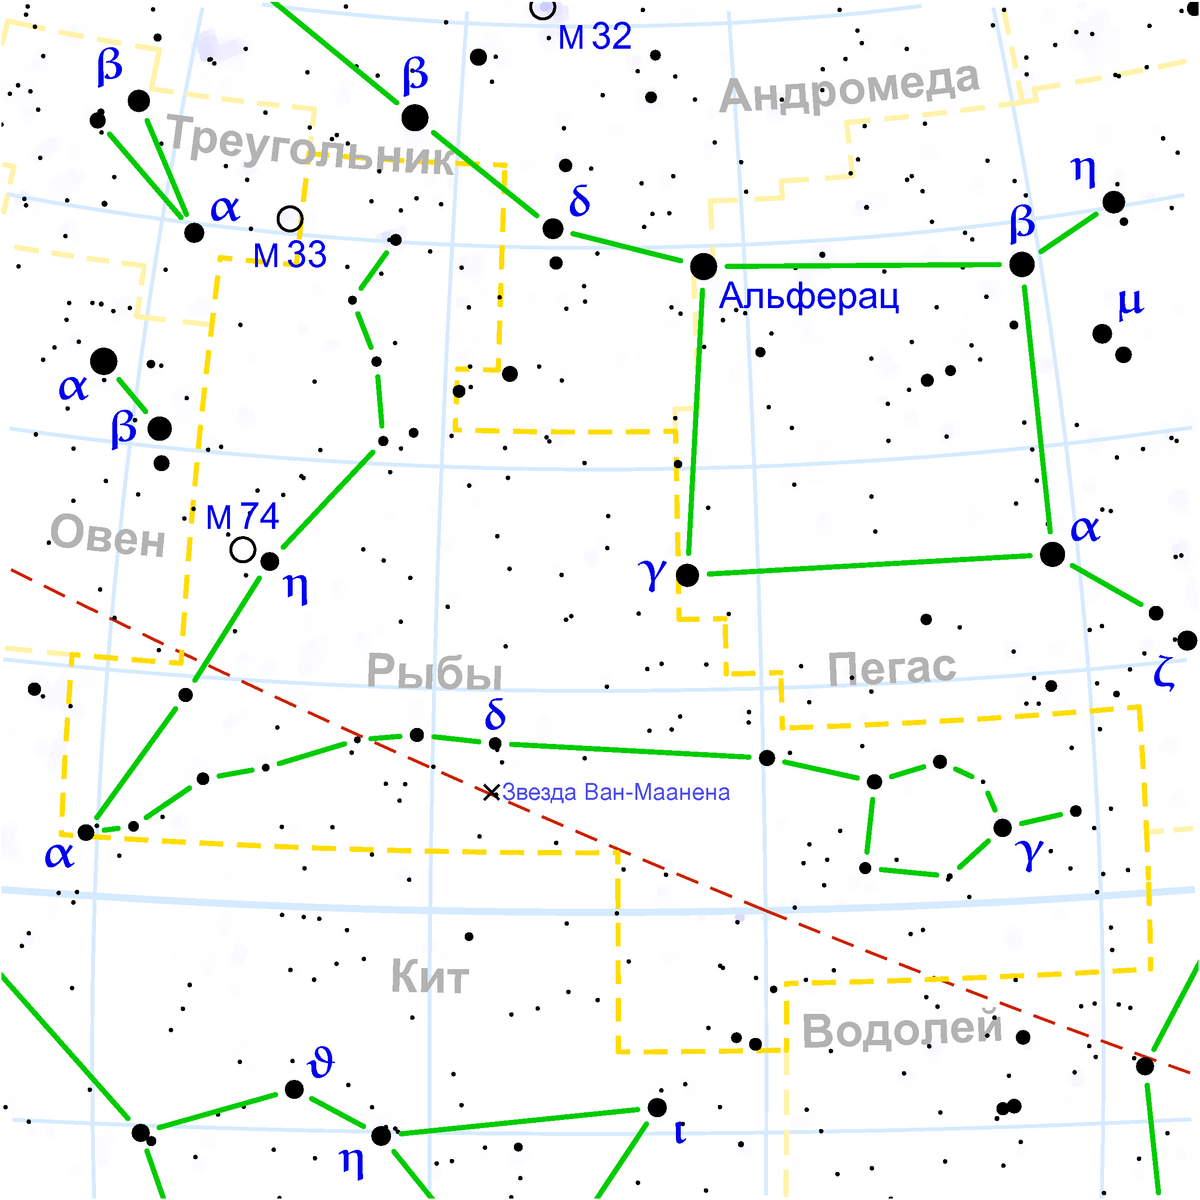 M 32
β
β
Андромеда
Треугольник
η
α
δ
β
M 33
Альферац
μ
α
β
M 74
Овен
α
η
γ
Рыбы
Пегас
ζ
δ
Звезда Ван-Маанена
α
γ
Кит
Водолей
ϑ
η
ι